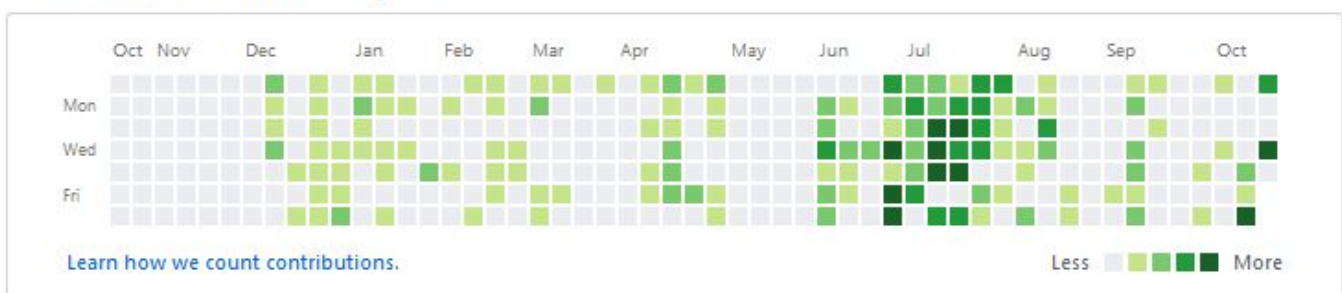 Oct Nov Dec Jan Feb Mar Apr May Jun Jul Aug Sep Oct
Mon
Wed
Fri
Learn how we count contributions.
Less More